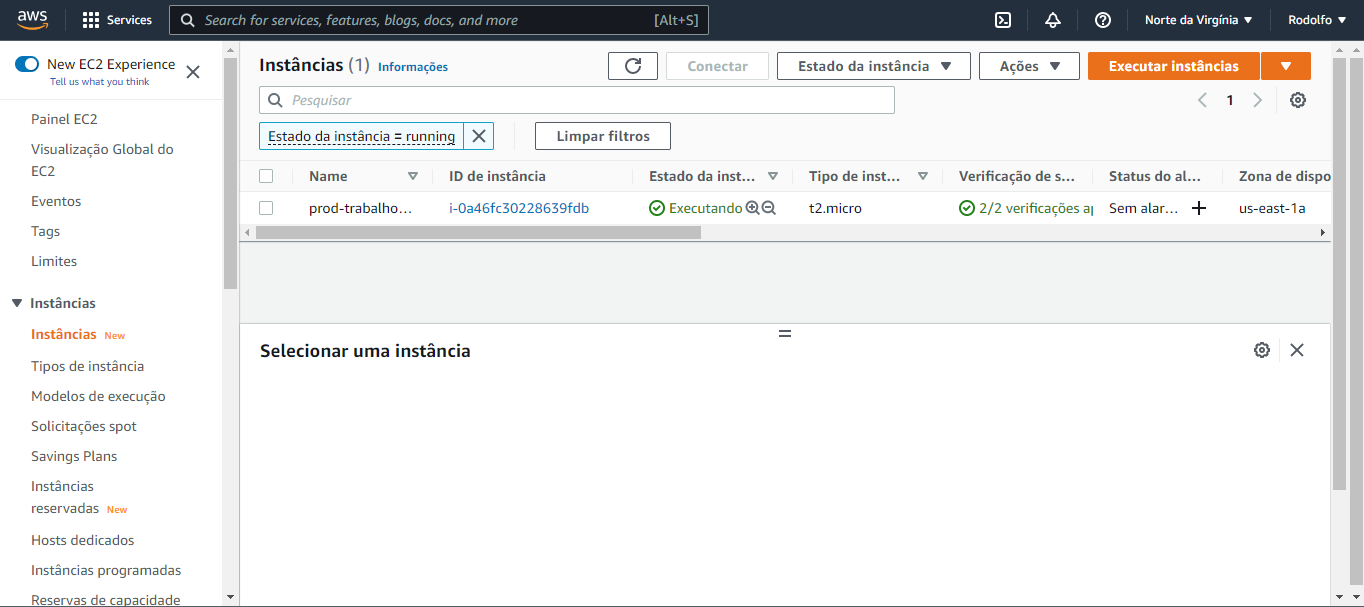 aws Services Search for services, features, blogs, docs, and more [Alt+S] Norte da Virgínia Rodolfo
New EC2 Experience
Tell us what you think
Painel EC2
Visualização Global do
EC2
Eventos
Tags
Limites
Instâncias
Instâncias New
Tipos de instância
Modelos de execução
Solicitações spot
Savings Plans
Instâncias
reservadas New
Hosts dedicados
Instâncias programadas
Reservas de capacidade
Instâncias (1) Informações Conectar Estado da instância Ações Executar instâncias
Pesquisar 1
Estado da instância = running Limpar filtros
Name ID de instância Estado da inst... Tipo de inst... Verificação de s... Status do al... Zona de dispo
prod-trabalho... i-0a46fc30228639fdb Executando t2.micro 2/2 verificações a Sem alar... us-east-1a
Selecionar uma instância